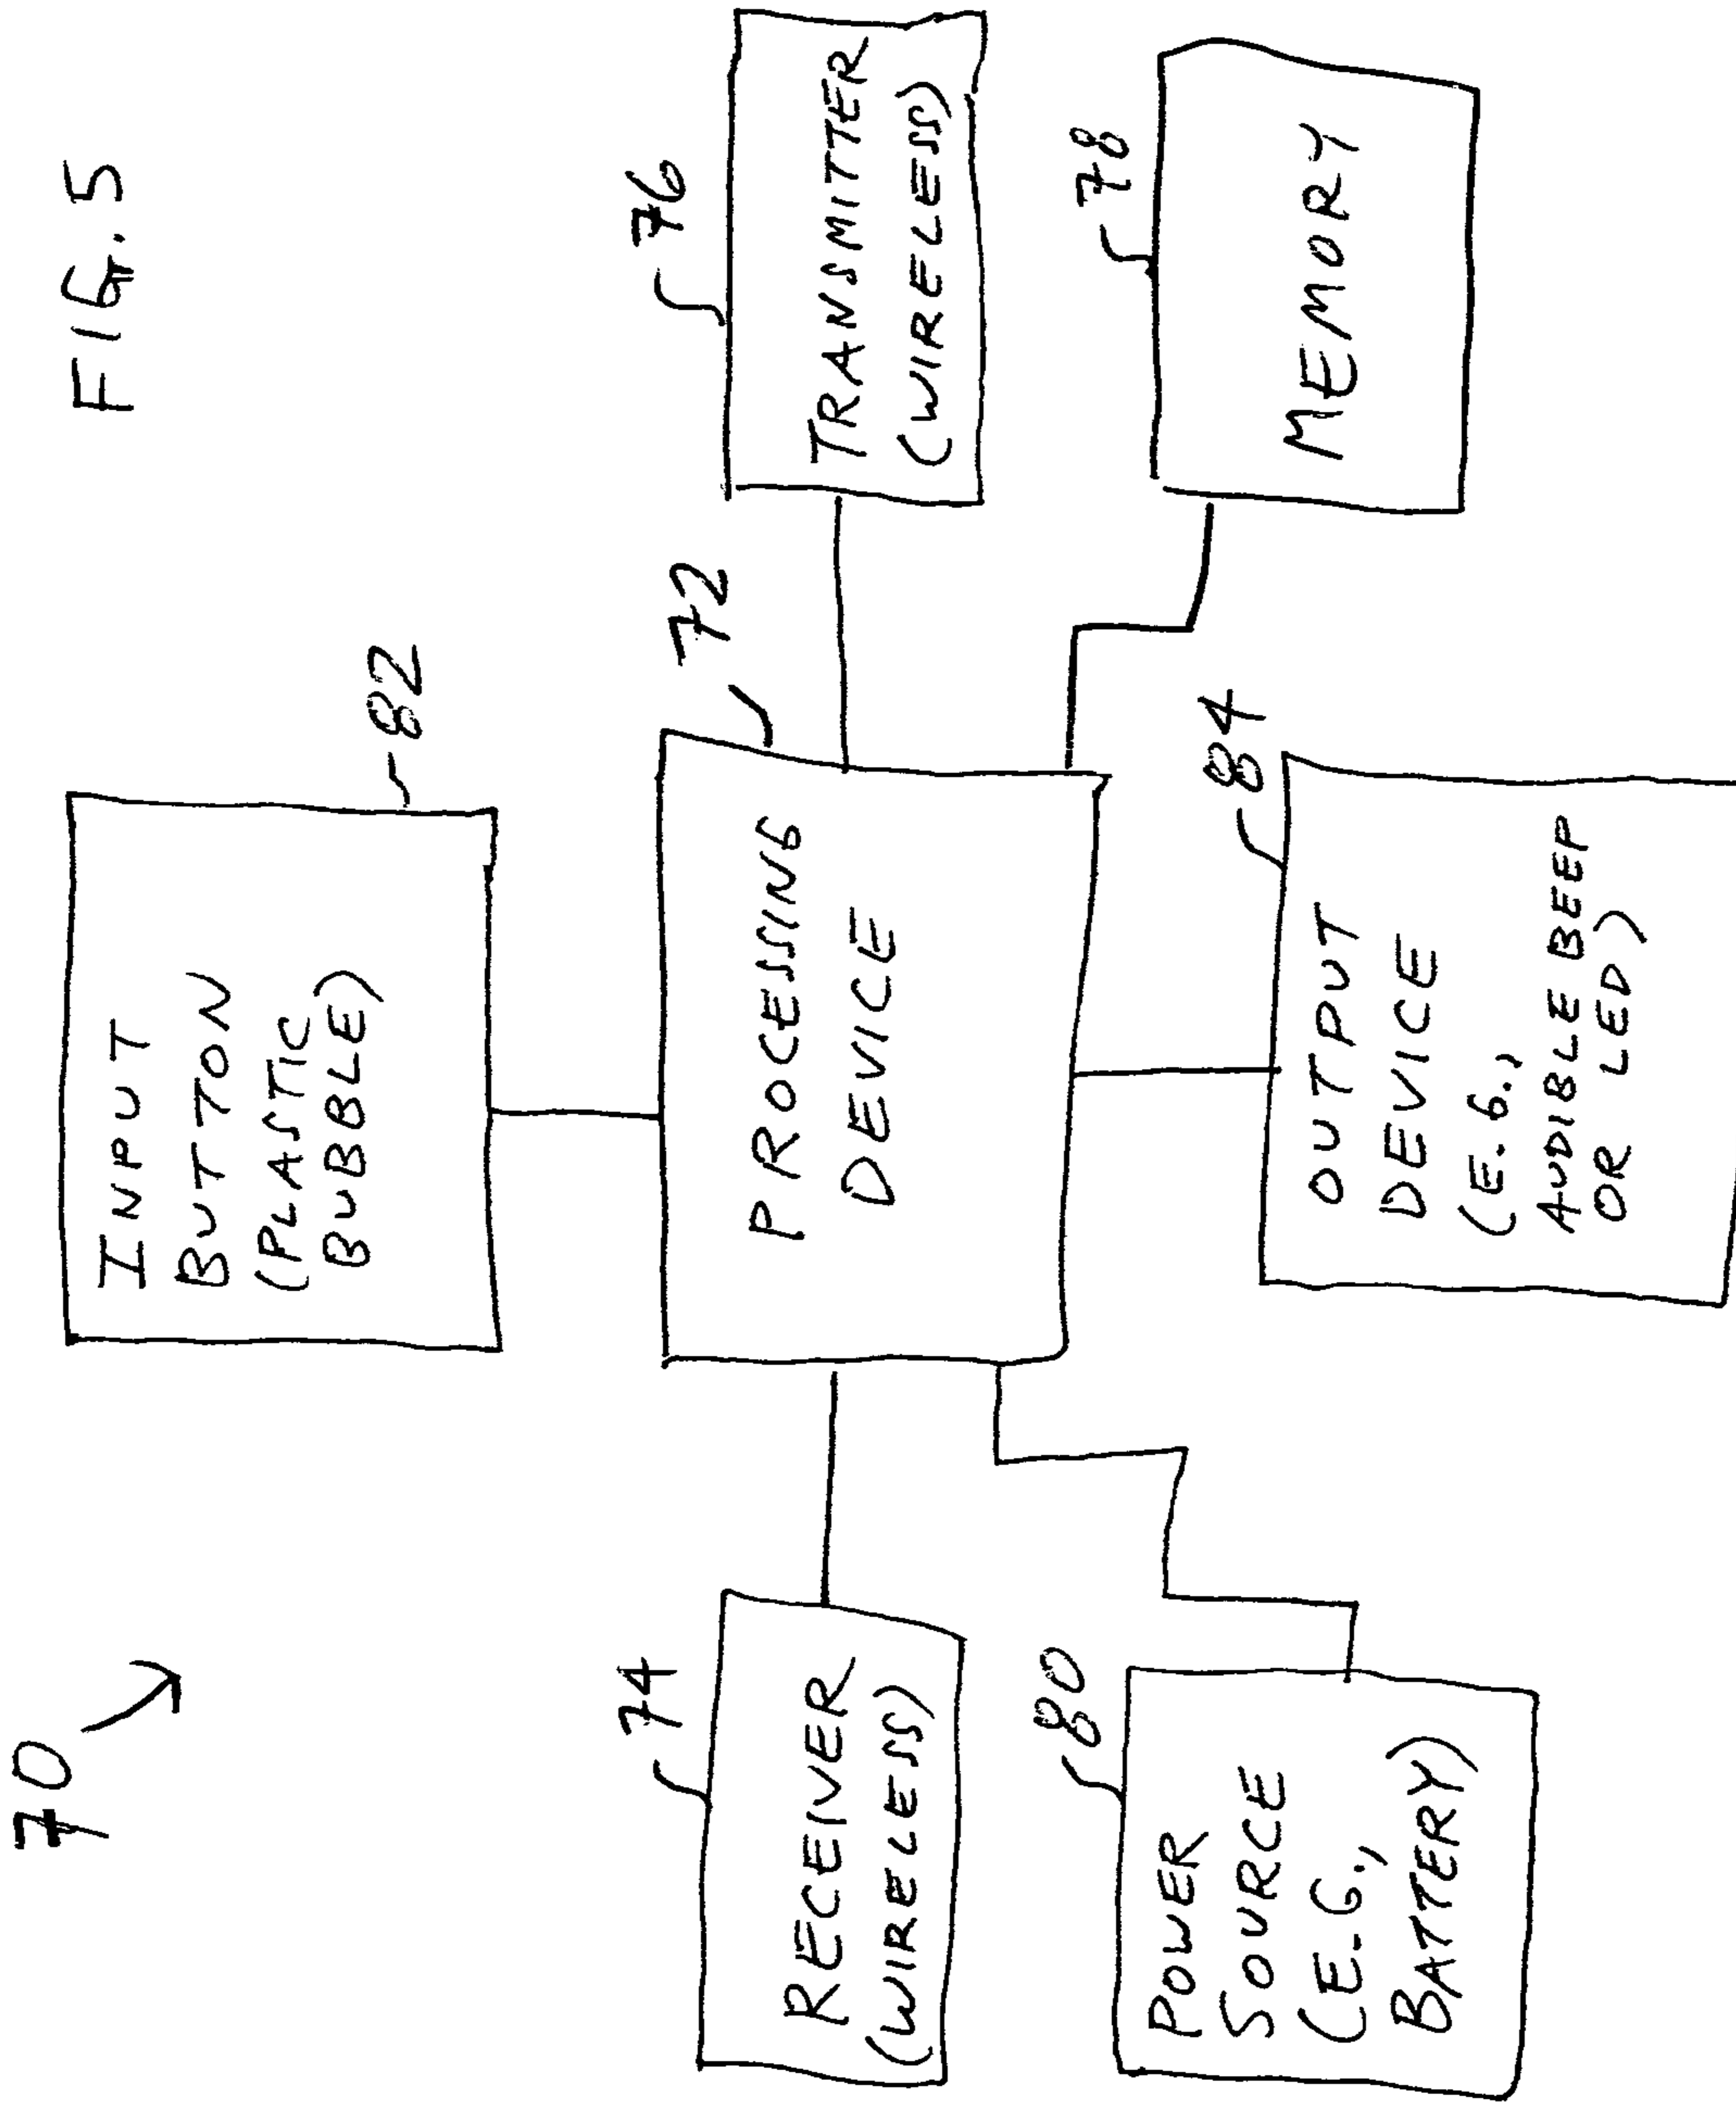 FIG. 5
70
INPUT
BUTTON
(PLASTIC
BUBBLE)
82
74
RECEIVER
(WIRELESS)
72
PROCESSING
DEVICE
76
TRANSMITTER
(WIRELESS)
80
POWER
SOURCE
(E.G.,
BATTERY)
84
OUTPUT
DEVICE
(E.G.,
AUDIBLE BEEP
OR LED)
78
MEMORY